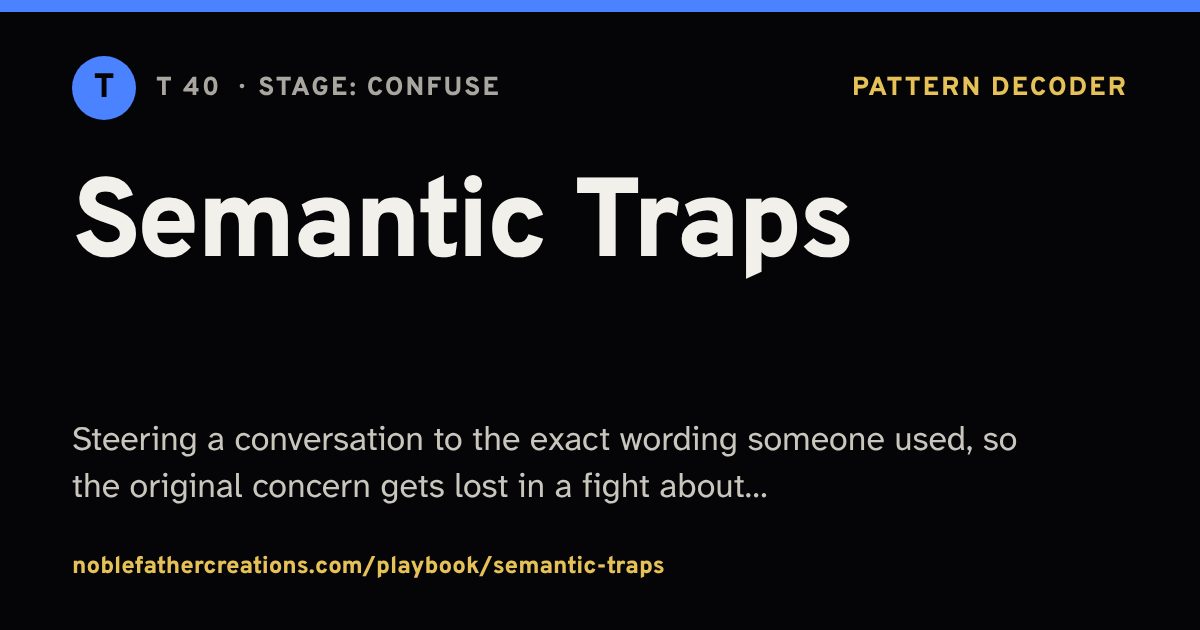 T
T 40 · STAGE: CONFUSE
PATTERN DECODER
Semantic Traps
Steering a conversation to the exact wording someone used, so
the original concern gets lost in a fight about...
noblefathercreations.com/playbook/semantic-traps